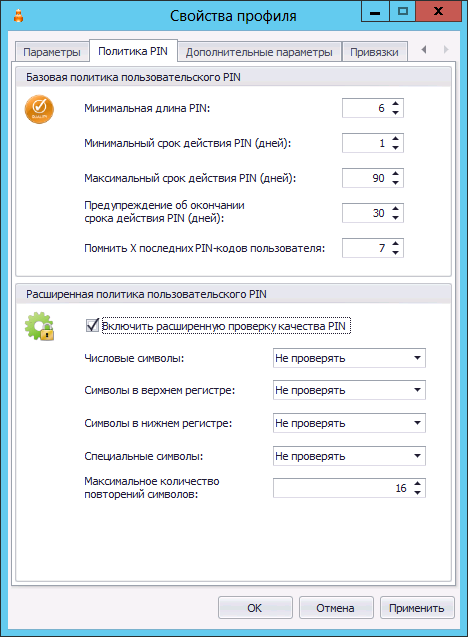 Свойства профиля
Параметры
Политика PIN
Дополнительные параметры
Привязки
Базовая политика пользовательского PIN
Минимальная длина PIN:
6
Минимальный срок действия PIN (дней):
1
Максимальный срок действия PIN (дней):
90
Предупреждение об окончании
срока действия PIN (дней):
30
Помнить X последних PIN-кодов пользователя:
7
Расширенная политика пользовательского PIN
Включить расширенную проверку качества PIN
Числовые символы:
Не проверять
Символы в верхнем регистре:
Не проверять
Символы в нижнем регистре:
Не проверять
Специальные символы:
Не проверять
Максимальное количество
повторений символов:
16
OK
Отмена
Применить